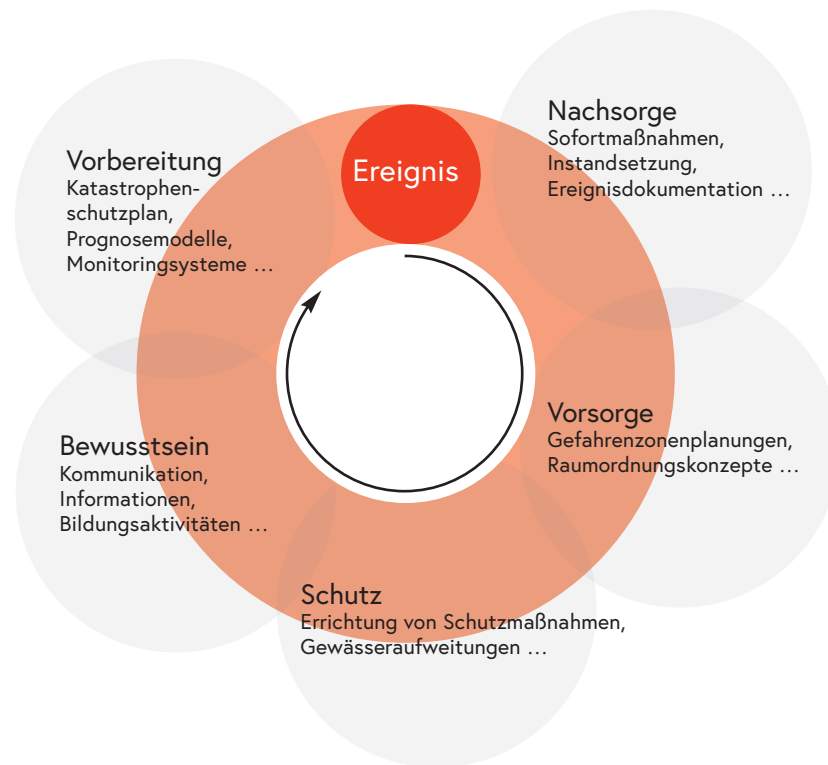 Ereignis
Nachsorge
Sofortmaßnahmen,
Instandsetzung,
Ereignisdokumentation …
Vorsorge
Gefahrenzonenplanungen,
Raumordnungskonzepte …
Schutz
Errichtung von Schutzmaßnahmen,
Gewässeraufweitungen …
Bewusstsein
Kommunikation,
Informationen,
Bildungsaktivitäten …
Vorbereitung
Katastrophen-
schutzplan,
Prognosemodelle,
Monitoringsysteme …